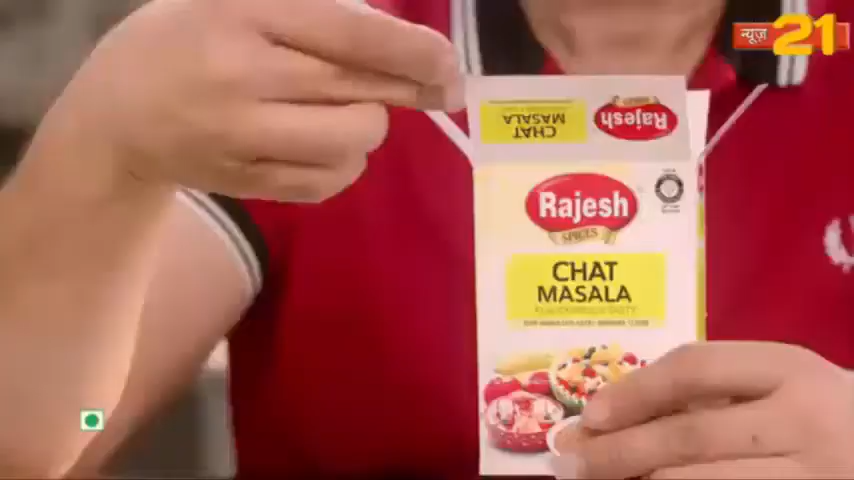 न्यूज़ 21
CHAT
MASALA
Rajesh
Rajesh
SPICES
CHAT
MASALA